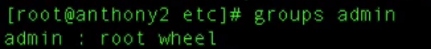 [root@anthony2 etc]# groups admin
admin : root wheel